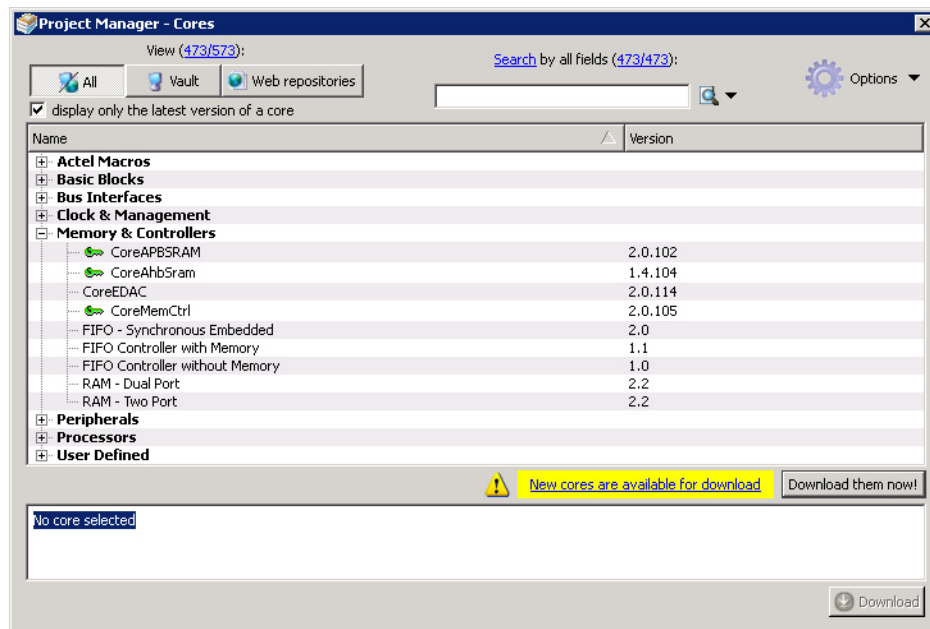 Project Manager - Cores
View (473/573):
Search by all fields (473/473):
All
Vault
Web repositories
Options
display only the latest version of a core
Name
Version
Actel Macros
Basic Blocks
Bus Interfaces
Clock & Management
Memory & Controllers
CoreAPBSRAM 2.0.102
CoreAhbSram 1.4.104
CoreEDAC 2.0.114
CoreMemCtrl 2.0.105
FIFO - Synchronous Embedded 2.0
FIFO Controller with Memory 1.1
FIFO Controller without Memory 1.0
RAM - Dual Port 2.2
RAM - Two Port 2.2
Peripherals
Processors
User Defined
New cores are available for download
Download them now!
No core selected
Download